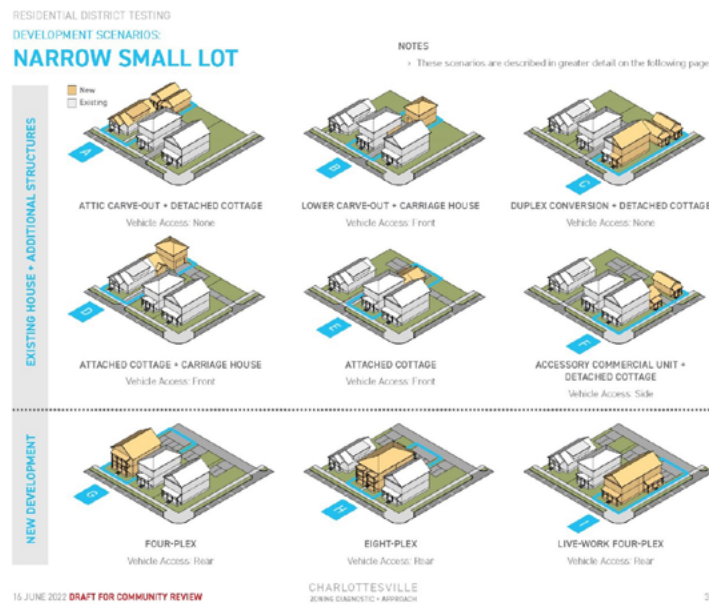 RESIDENTIAL DISTRICT TESTING
DEVELOPMENT SCENARIOS:
NARROW SMALL LOT
NOTES
› These scenarios are described in greater detail on the following page
New
Existing
EXISTING HOUSE + ADDITIONAL STRUCTURES
A
B
C
ATTIC CARVE-OUT + DETACHED COTTAGE
LOWER CARVE-OUT + CARRIAGE HOUSE
DUPLEX CONVERSION + DETACHED COTTAGE
Vehicle Access: None
Vehicle Access: Front
Vehicle Access: None
D
E
F
ATTACHED COTTAGE + CARRIAGE HOUSE
ATTACHED COTTAGE
ACCESSORY COMMERCIAL UNIT +
DETACHED COTTAGE
Vehicle Access: Front
Vehicle Access: Front
Vehicle Access: Side
NEW DEVELOPMENT
G
H
I
FOUR-PLEX
EIGHT-PLEX
LIVE-WORK FOUR-PLEX
Vehicle Access: Rear
Vehicle Access: Rear
Vehicle Access: Rear
16 JUNE 2022 DRAFT FOR COMMUNITY REVIEW
CHARLOTTESVILLE
ZONING DIAGNOSTIC + APPROACH